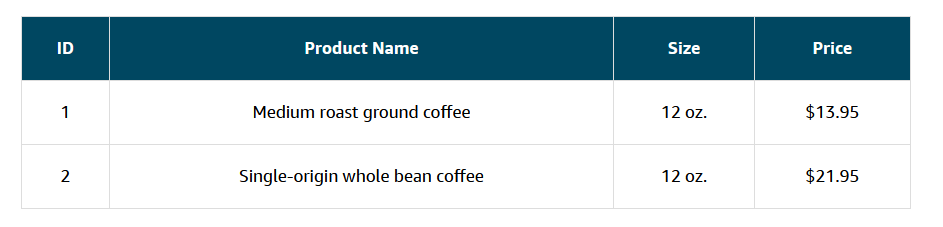 ID Product Name Size Price
1 Medium roast ground coffee 12 oz. $13.95
2 Single-origin whole bean coffee 12 oz. $21.95